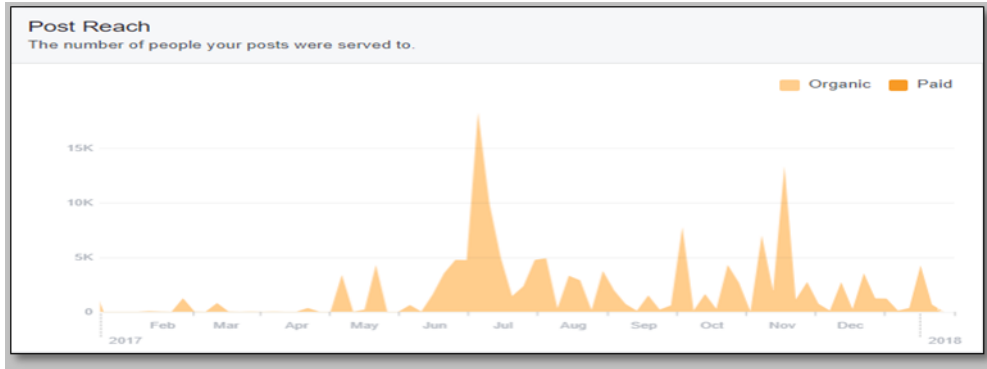 Post Reach
The number of people your posts were served to.
Organic Paid
15K
10K
5K
0
Feb Mar Apr May Jun Jul Aug Sep Oct Nov Dec
2017 2018